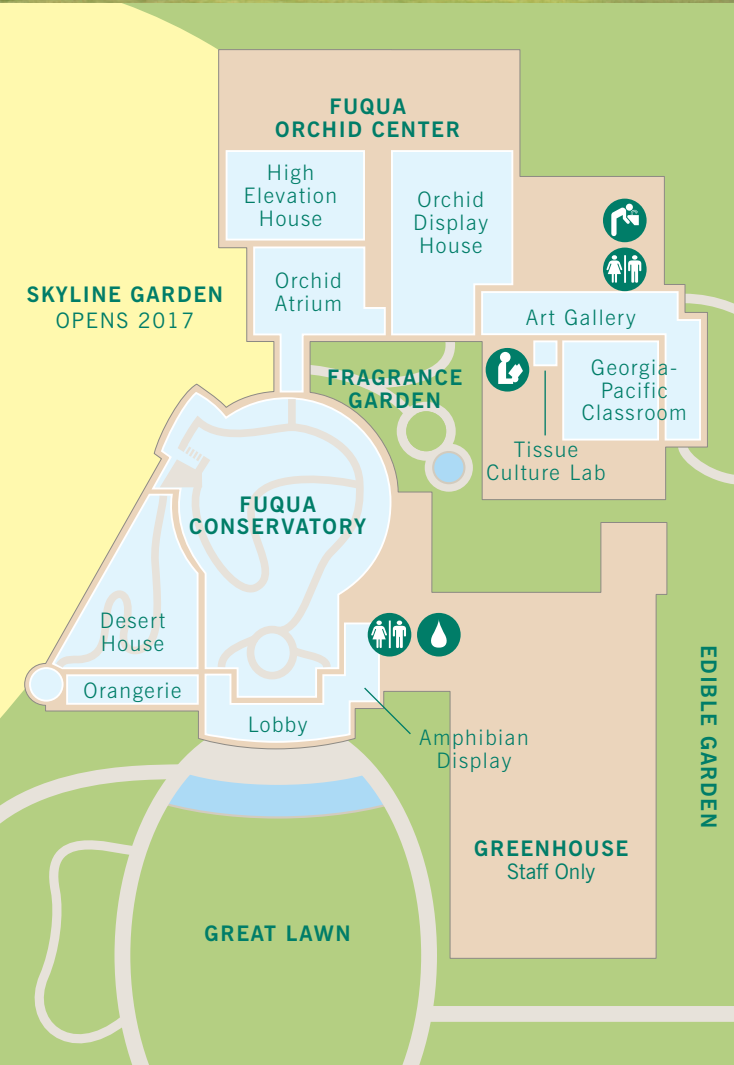 FUQUA
ORCHID CENTER
High
Elevation
House
Orchid
Display
House
Orchid
Atrium
SKYLINE GARDEN
OPENS 2017
Art Gallery
FRAGRANCE
GARDEN
Georgia-
Pacific
Classroom
Tissue
Culture Lab
FUQUA
CONSERVATORY
Desert
House
Orangerie
Lobby
Amphibian
Display
EDIBLE GARDEN
GREENHOUSE
Staff Only
GREAT LAWN